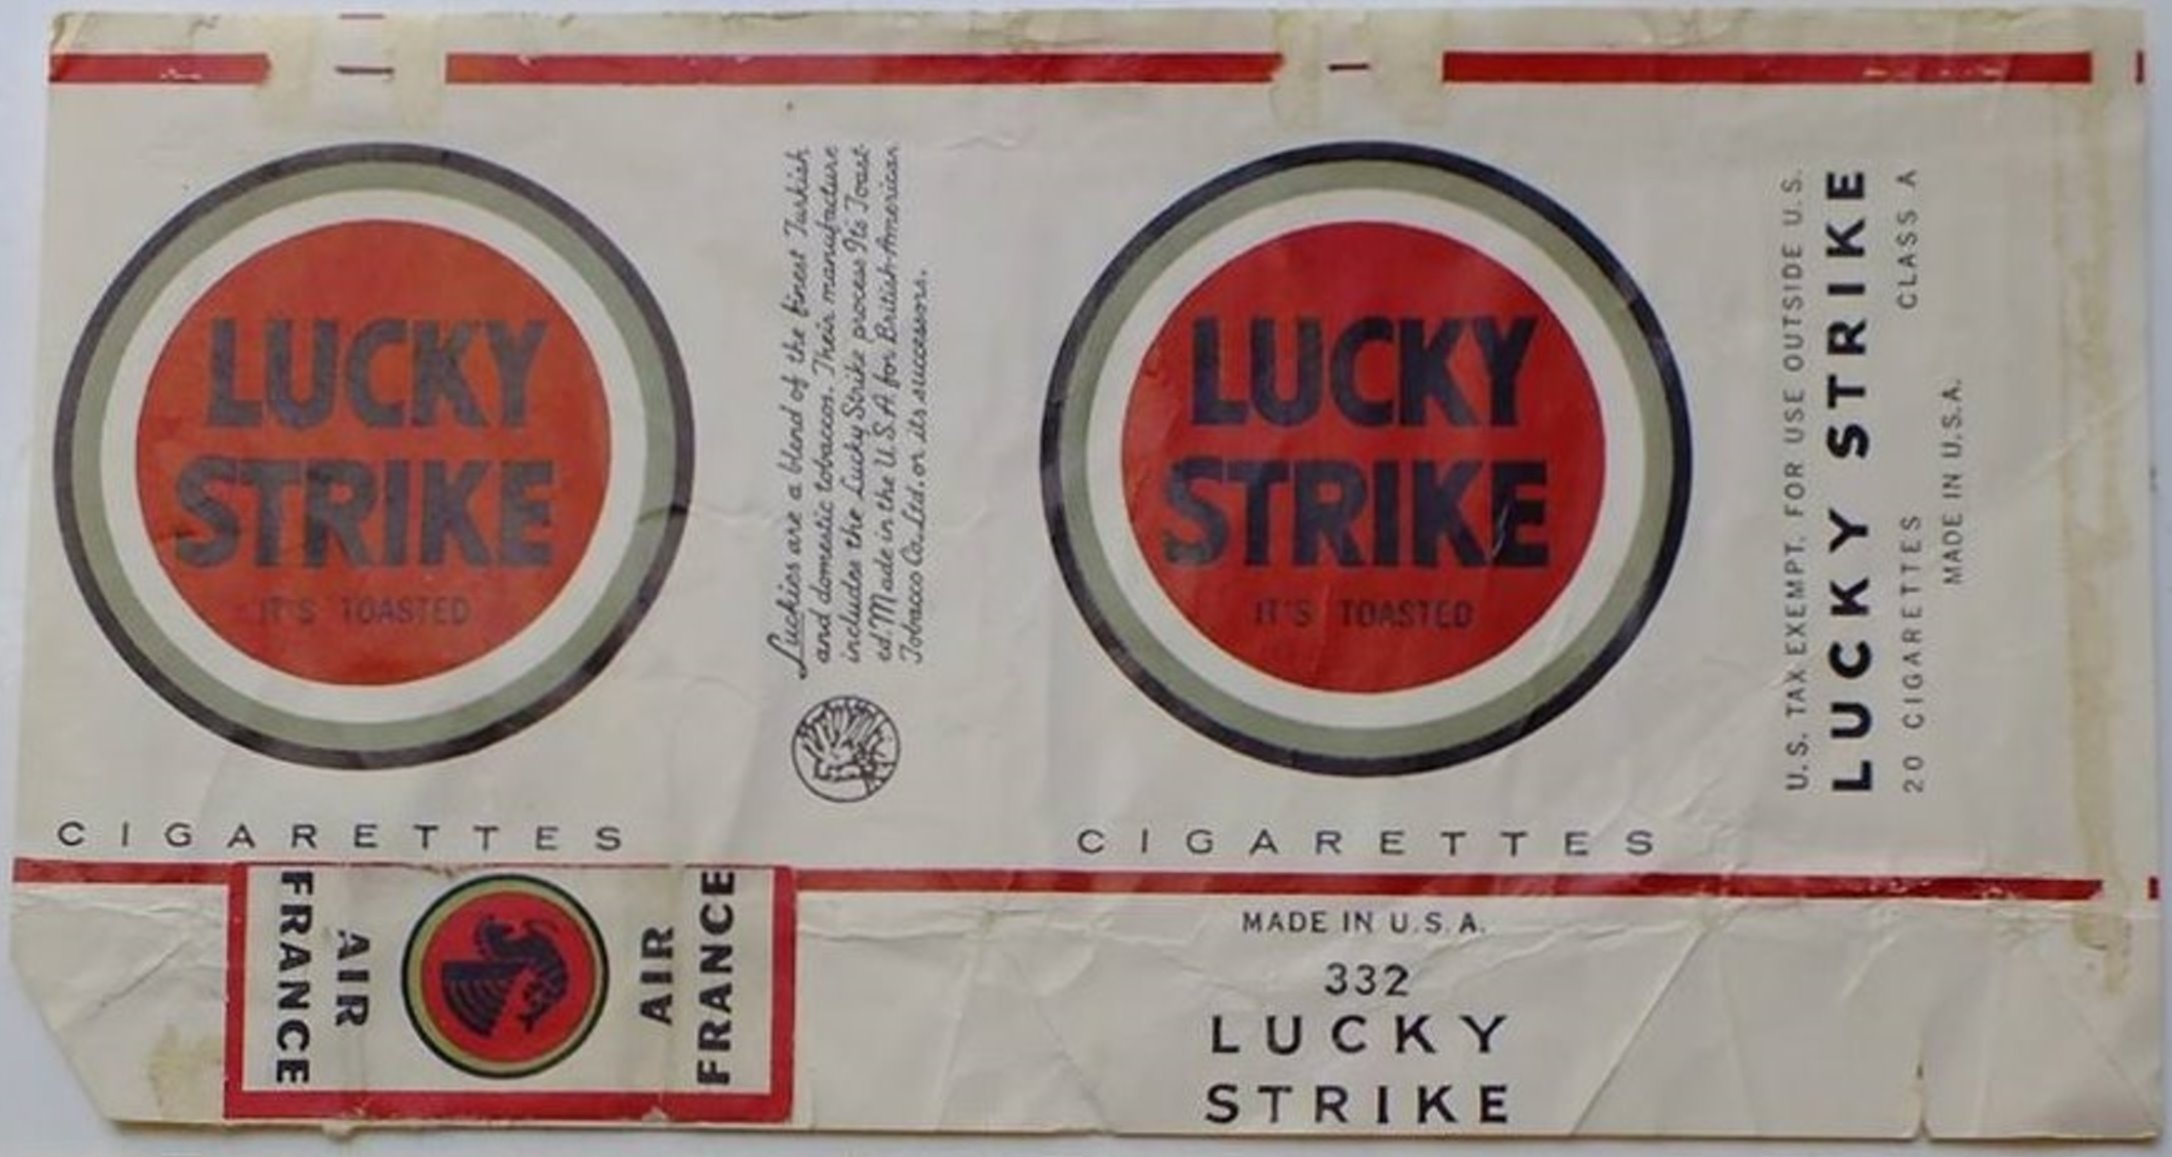 LUCKY
STRIKE
IT'S TOASTED
CIGARETTES
Luckies are a blend of the finest Turkish
and domestic tobaccos. Their manufacture
includes the Lucky Strike process Its Toast-
ed. Made in the U.S.A. for British-American
Tobacco Co. Ltd. or its successors.
LUCKY
STRIKE
IT'S TOASTED
CIGARETTES
U.S. TAX EXEMPT. FOR USE OUTSIDE U.S.
LUCKY STRIKE
20 CIGARETTES CLASS A
MADE IN U.S.A.
AIR
FRANCE
AIR
FRANCE
MADE IN U.S.A.
332
LUCKY
STRIKE